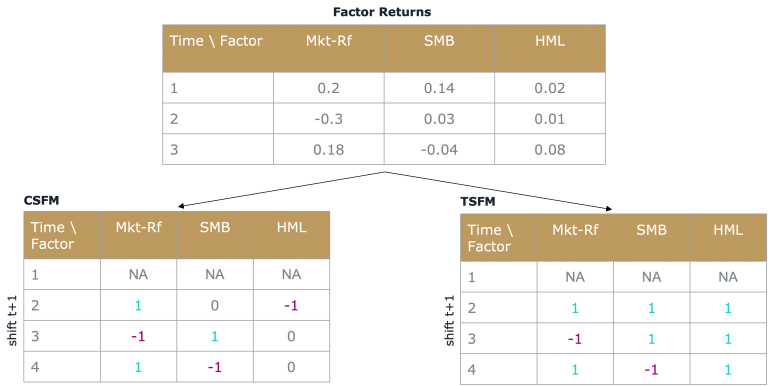 Factor Returns
Time \ Factor Mkt-Rf SMB HML
1 0.2 0.14 0.02
2 -0.3 0.03 0.01
3 0.18 -0.04 0.08
CSFM
Time \ Factor Mkt-Rf SMB HML
1 NA NA NA
2 1 0 -1
3 -1 1 0
4 1 -1 0
shift t+1
TSFM
Time \ Factor Mkt-Rf SMB HML
1 NA NA NA
2 1 1 1
3 -1 1 1
4 1 -1 1
shift t+1